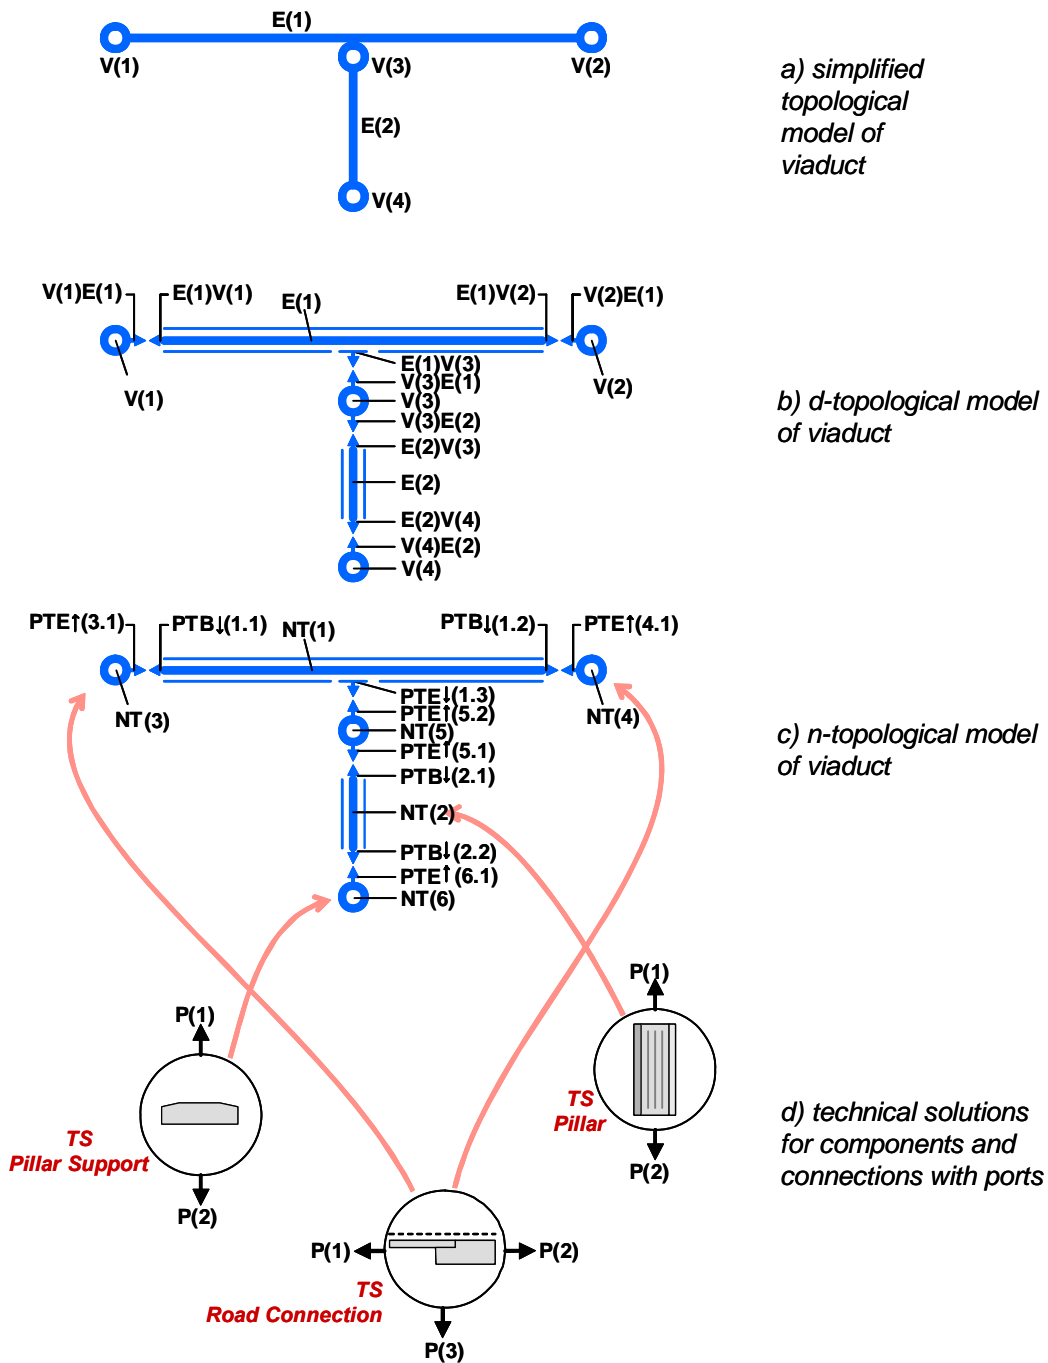 E(1)
V(1)
V(3)
V(2)
E(2)
V(4)
a) simplified
topological
model of
viaduct
V(1)E(1)
E(1)V(1)
E(1)
E(1)V(2)
V(2)E(1)
V(1)
V(2)
E(1)V(3)
V(3)E(1)
V(3)
V(3)E(2)
E(2)V(3)
E(2)
E(2)V(4)
V(4)E(2)
V(4)
b) d-topological model
of viaduct
PTE↑(3.1)
PTB↓(1.1)
NT(1)
PTB↓(1.2)
PTE↑(4.1)
NT(3)
NT(4)
PTE↓(1.3)
PTE↑(5.2)
NT(5)
PTE↑(5.1)
PTB↓(2.1)
NT(2)
PTB↓(2.2)
PTE↑(6.1)
NT(6)
c) n-topological model
of viaduct
P(1)
TS
Pillar Support
P(2)
P(1)
TS
Pillar
P(2)
P(1)
P(2)
TS
Road Connection
P(3)
d) technical solutions
for components and
connections with ports